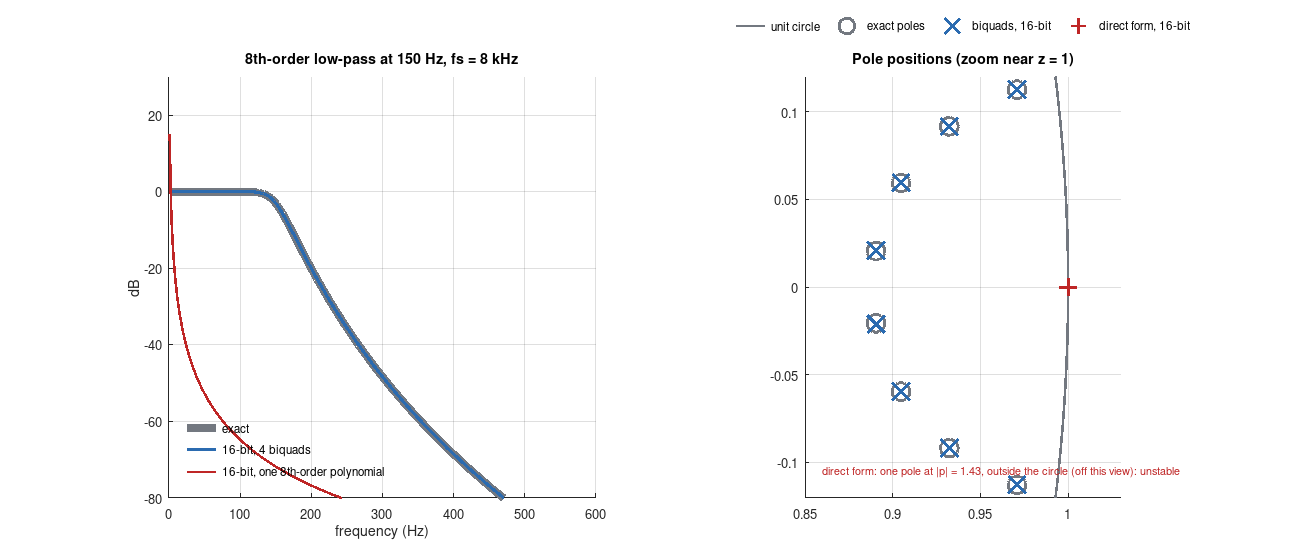 unit circle
exact poles
biquads, 16-bit
direct form, 16-bit
8th-order low-pass at 150 Hz, fs = 8 kHz
20
0
-20
-40
-60
-80
dB
exact
16-bit, 4 biquads
16-bit, one 8th-order polynomial
0
100
200
300
400
500
600
frequency (Hz)
Pole positions (zoom near z = 1)
0.1
0.05
0
-0.05
-0.1
direct form: one pole at |p| = 1.43, outside the circle (off this view): unstable
0.85
0.9
0.95
1